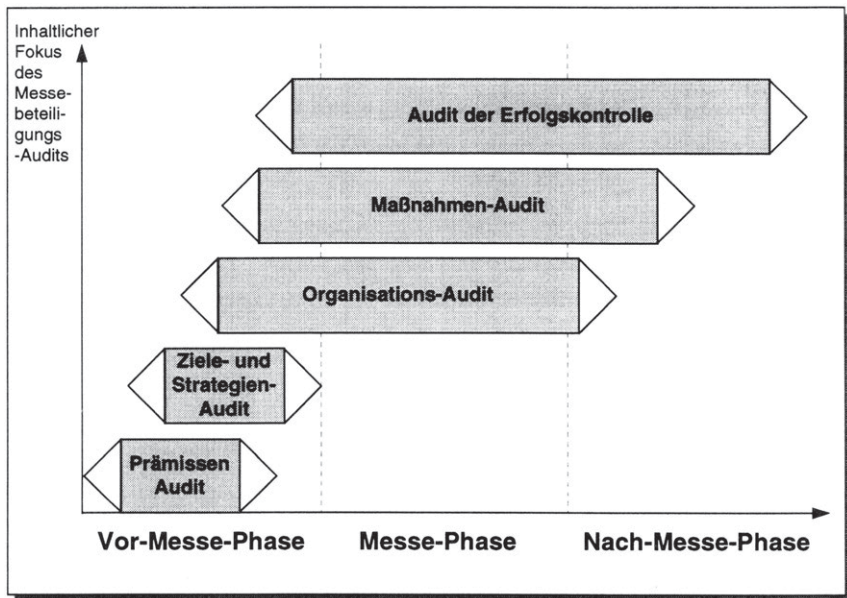 Inhaltlicher
Fokus
des
Messe-
beteili-
gungs
-Audits
Audit der Erfolgskontrolle
Maßnahmen-Audit
Organisations-Audit
Ziele- und
Strategien-
Audit
Prämissen
Audit
Vor-Messe-Phase
Messe-Phase
Nach-Messe-Phase